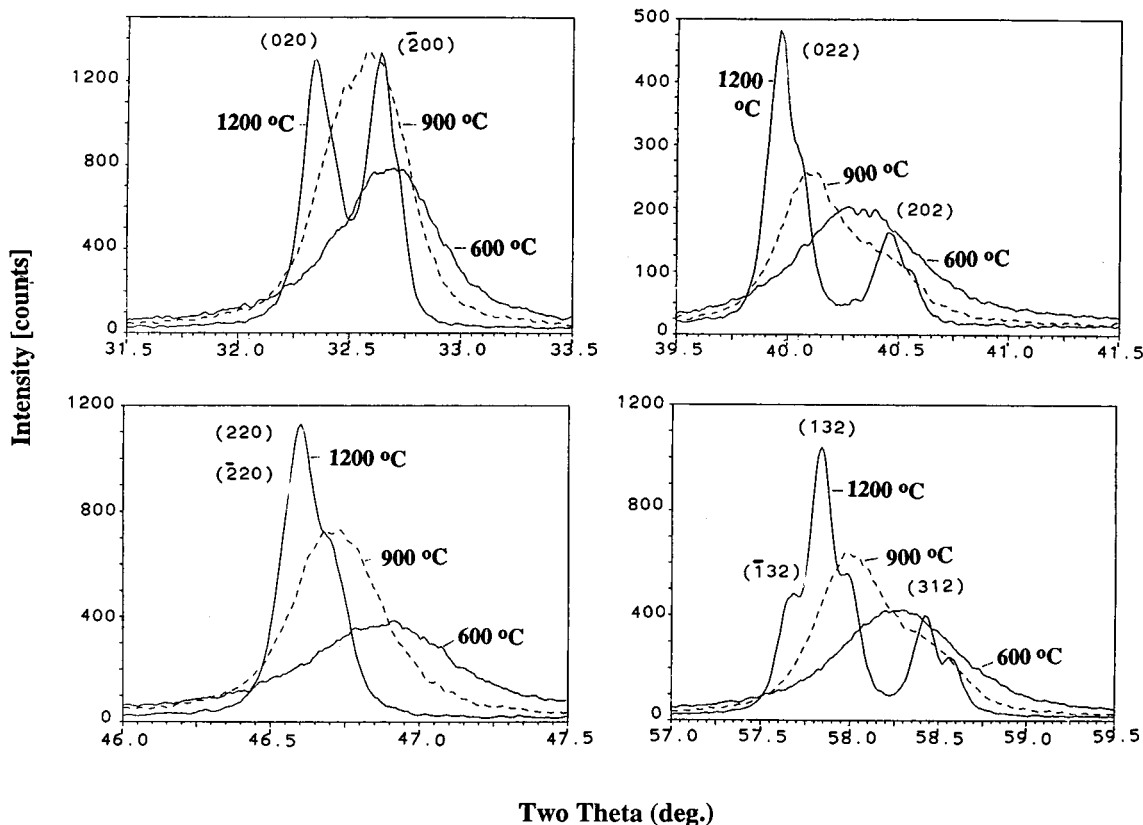 Intensity [counts]
1200
800
400
0
(020)
(2̄00)
1200 °C
900 °C
600 °C
31.5 32.0 32.5 33.0 33.5
500
400
300
250
200
100
0
(022)
1200
°C
900 °C
(202)
600 °C
39.5 40.0 40.5 41.0 41.5
1200
800
400
0
(220)
(2̄20)
1200 °C
900 °C
600 °C
46.0 46.5 47.0 47.5
1200
800
400
0
(132)
1200 °C
900 °C
(1̄32)
(312)
600 °C
57.0 57.5 58.0 58.5 59.0 59.5
Two Theta (deg.)